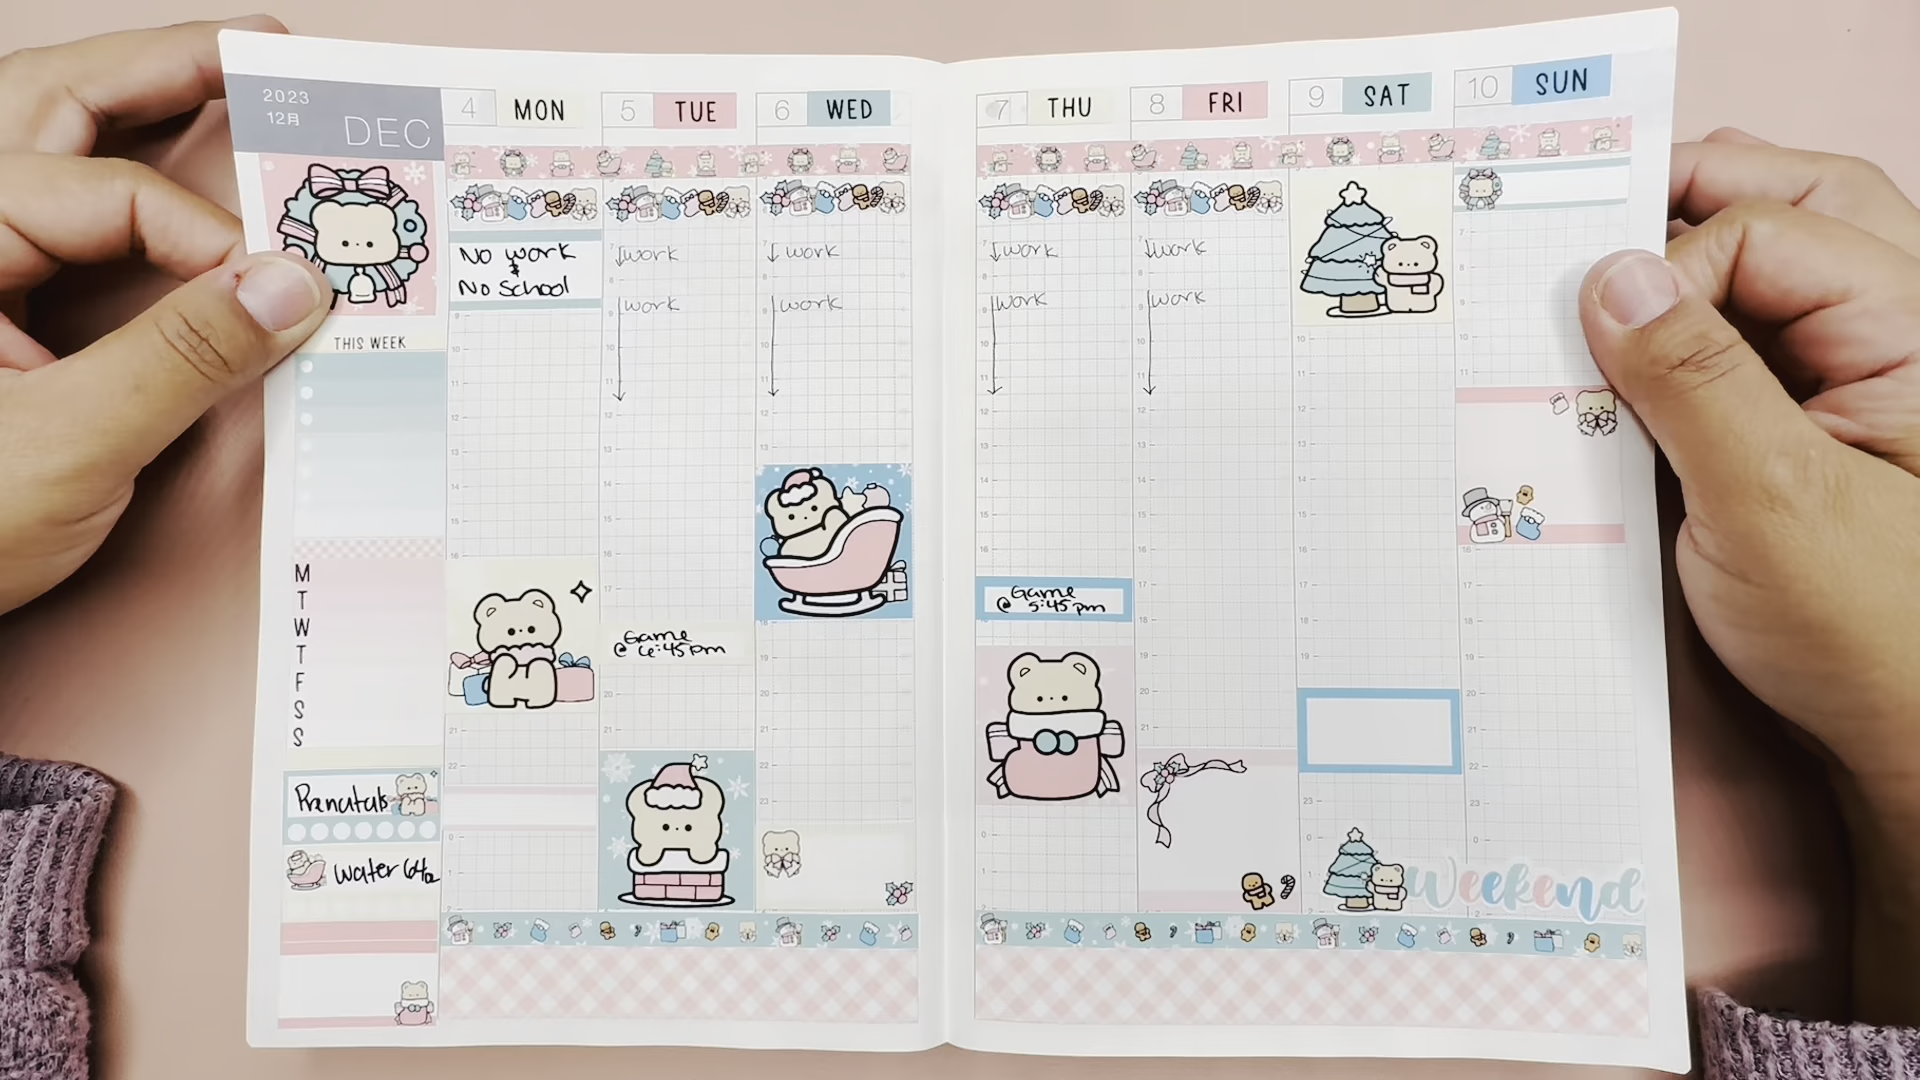 2023
12月
DEC
4 MON
5 TUE
6 WED
7 THU
8 FRI
9 SAT
10 SUN
THIS WEEK
M
T
W
T
F
S
S
Prenatals
water 64oz
No work
&
No School
work
work
Game
@ 6:45pm
work
work
work
work
Game
@ 5:45pm
work
work
Weekend